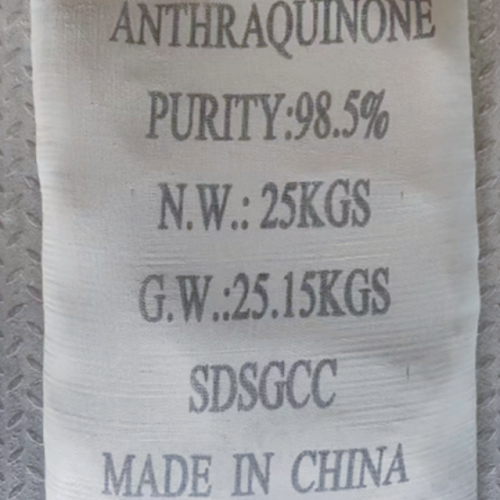 ANTHRAQUINONE
PURITY:98.5%
N.W.: 25KGS
G.W.:25.15KGS
SDSGCC
MADE IN CHINA